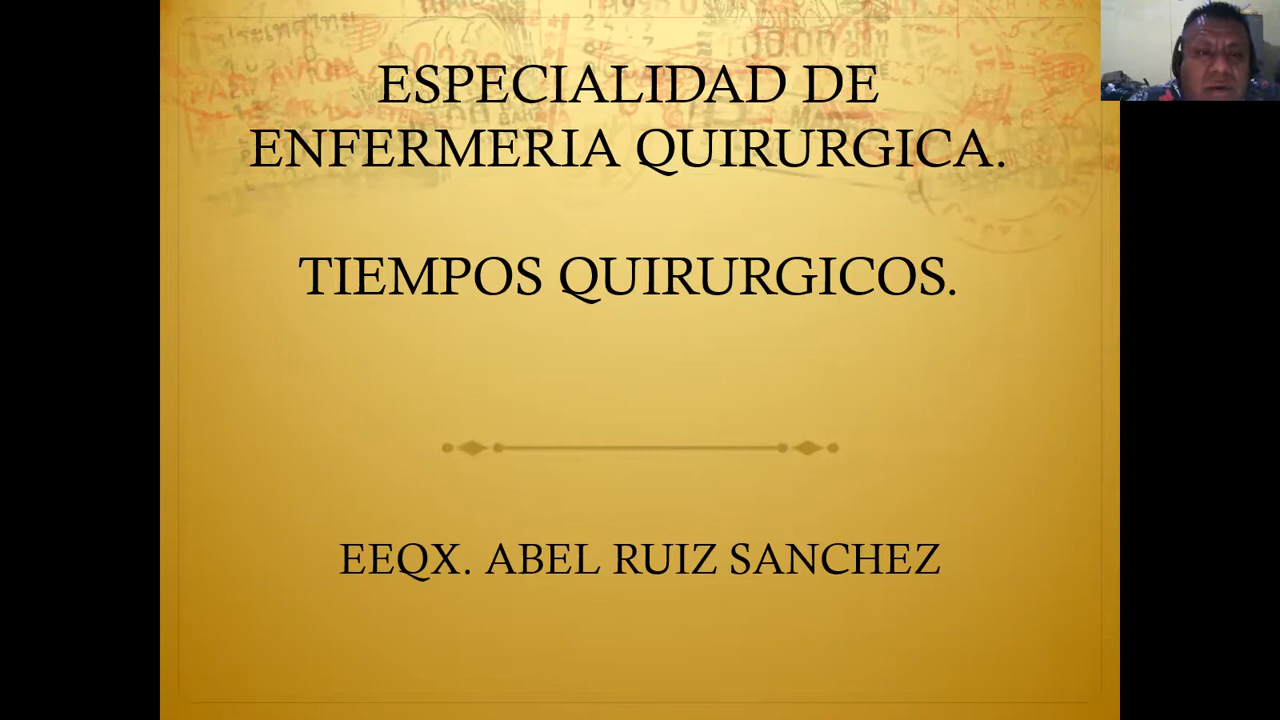 ESPECIALIDAD DE
ENFERMERIA QUIRURGICA.
TIEMPOS QUIRURGICOS.
EEQX. ABEL RUIZ SANCHEZ